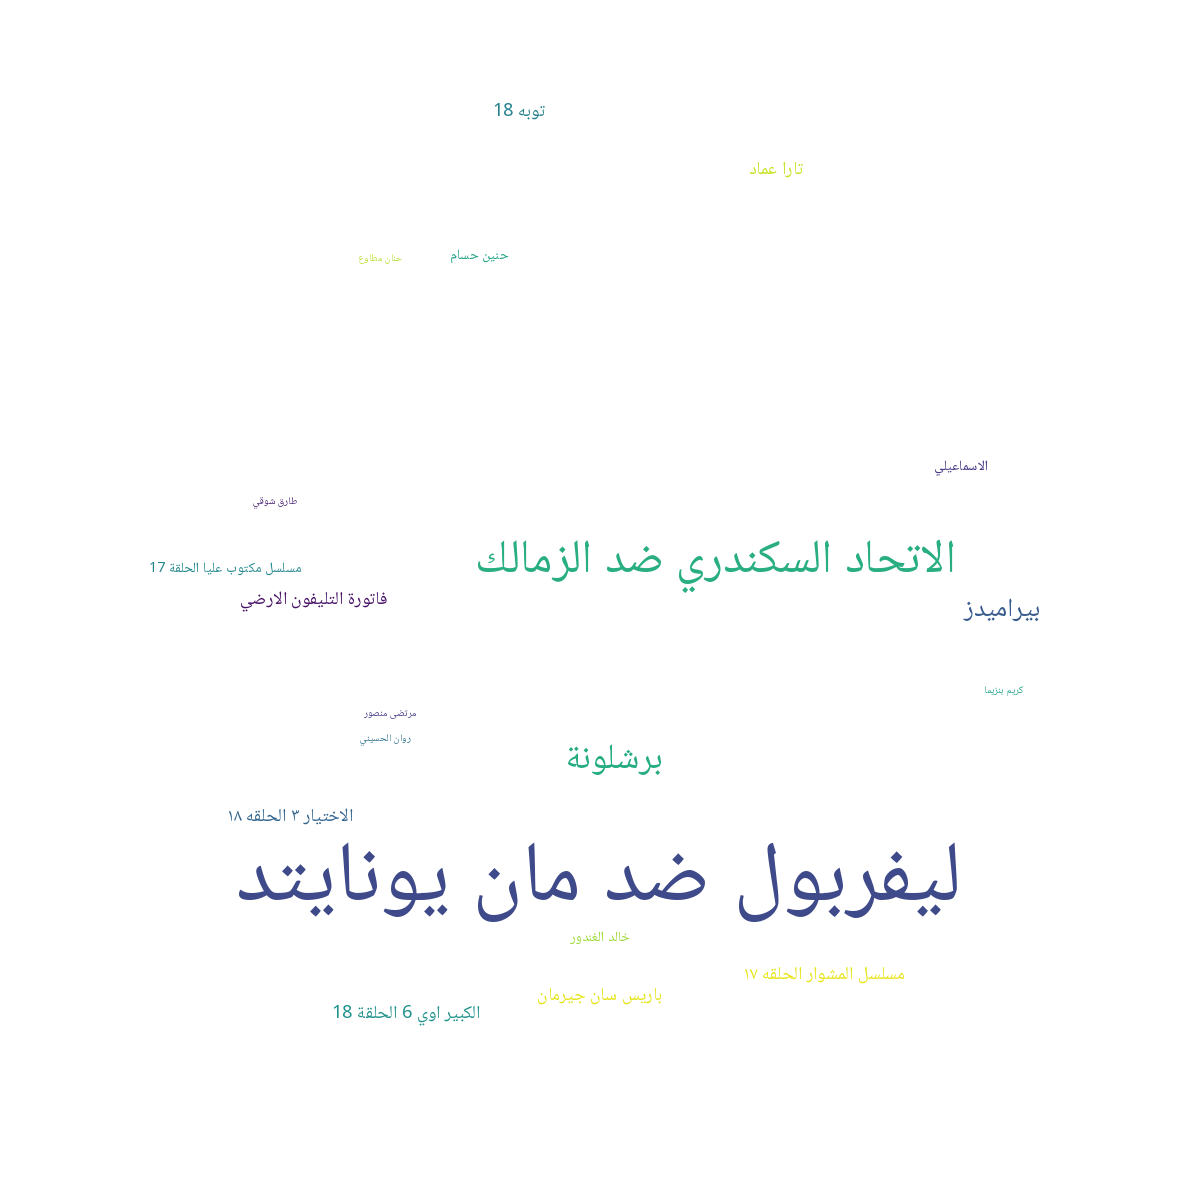 توبه 18
تارا عماد
حنين حسام
حنان مطاوع
الاسماعيلي
طارق شوقي
الاتحاد السكندري ضد الزمالك
مسلسل مكتوب عليا الحلقة 17
فاتورة التليفون الارضي
بيراميدز
كريم بنزيما
مرتضى منصور
روان الحسيني
برشلونة
الاختيار ٣ الحلقه ١٨
ليفربول ضد مان يونايتد
خالد الغندور
مسلسل المشوار الحلقه ١٧
باريس سان جيرمان
الكبير اوي 6 الحلقة 18